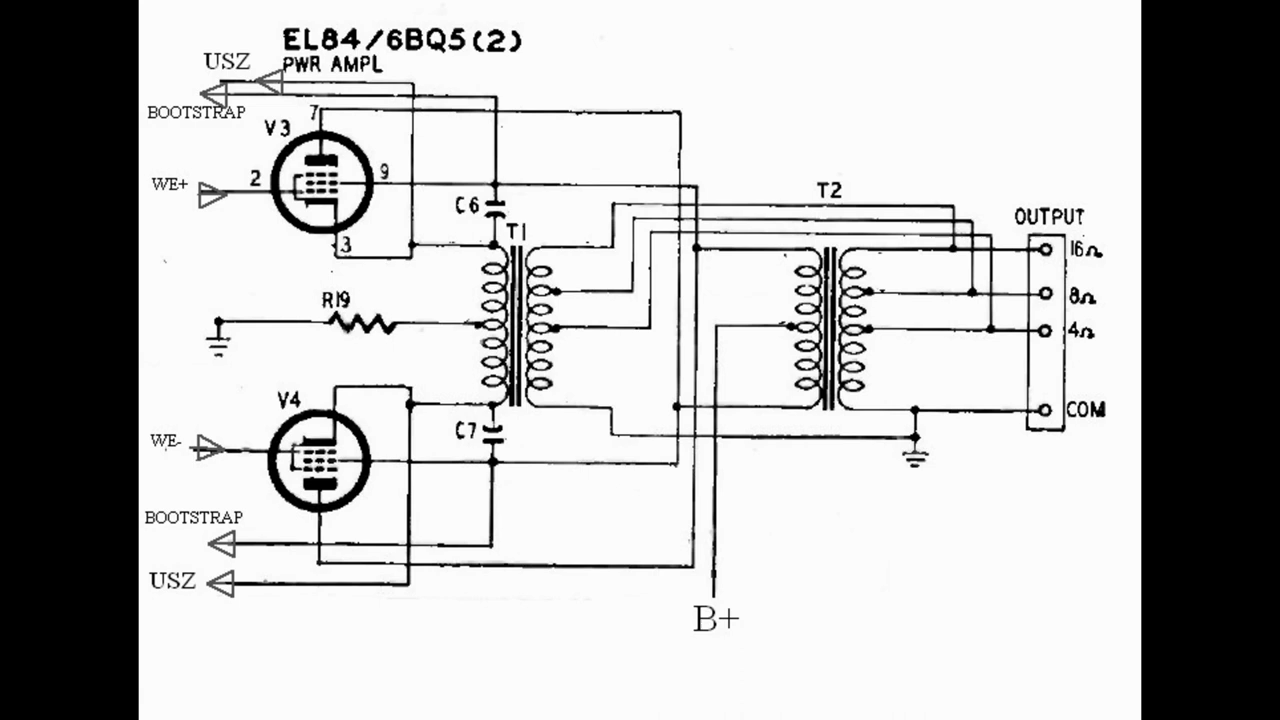 EL84/6BQ5(2)
USZ
PWR AMPL
BOOTSTRAP
7
V3
WE+
2
9
C6
T1
T2
OUTPUT
3
16Ω
R19
8Ω
4Ω
V4
C7
COM
WE-
BOOTSTRAP
USZ
B+